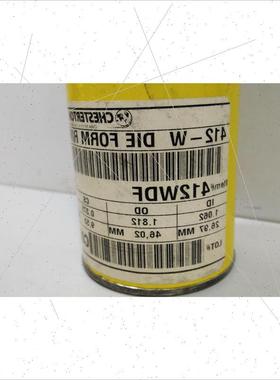 CHESTERTON
412-W DIE FORM
Item# 412WDF
ID OD CS
1.062 1.812
26.97 MM 46.02 MM
LOT#